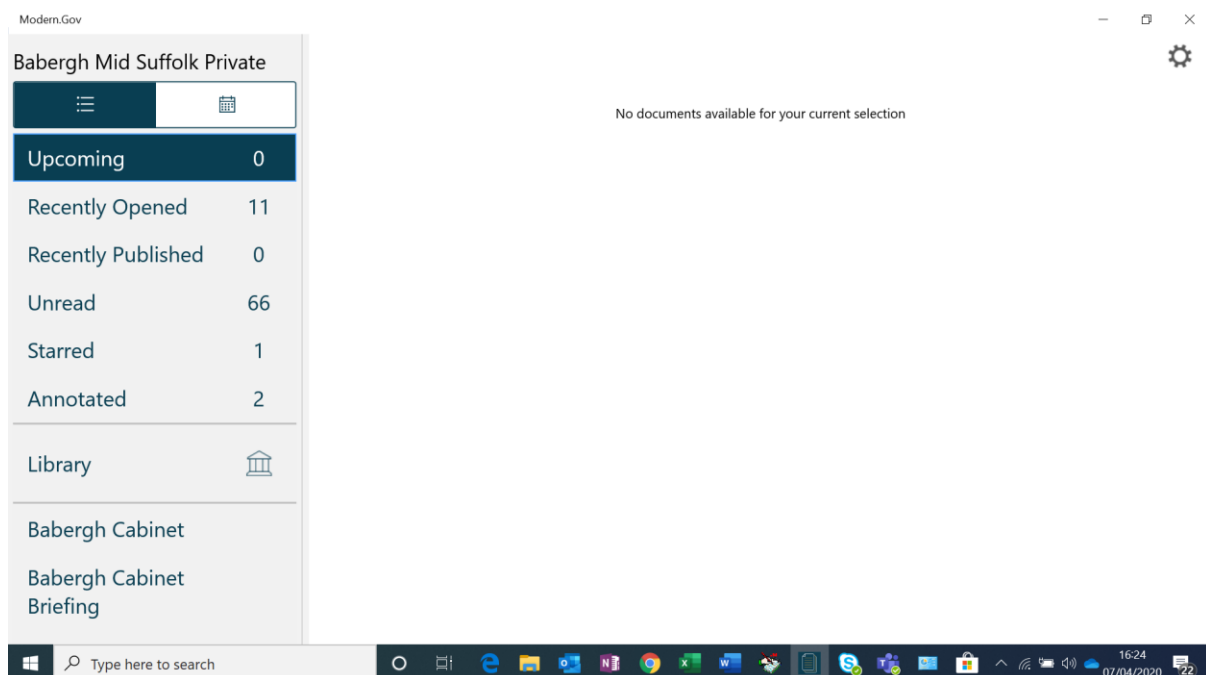 Modern.Gov
Babergh Mid Suffolk Private
No documents available for your current selection
Upcoming 0
Recently Opened 11
Recently Published 0
Unread 66
Starred 1
Annotated 2
Library
Babergh Cabinet
Babergh Cabinet
Briefing
Type here to search
16:24
07/04/2020
22